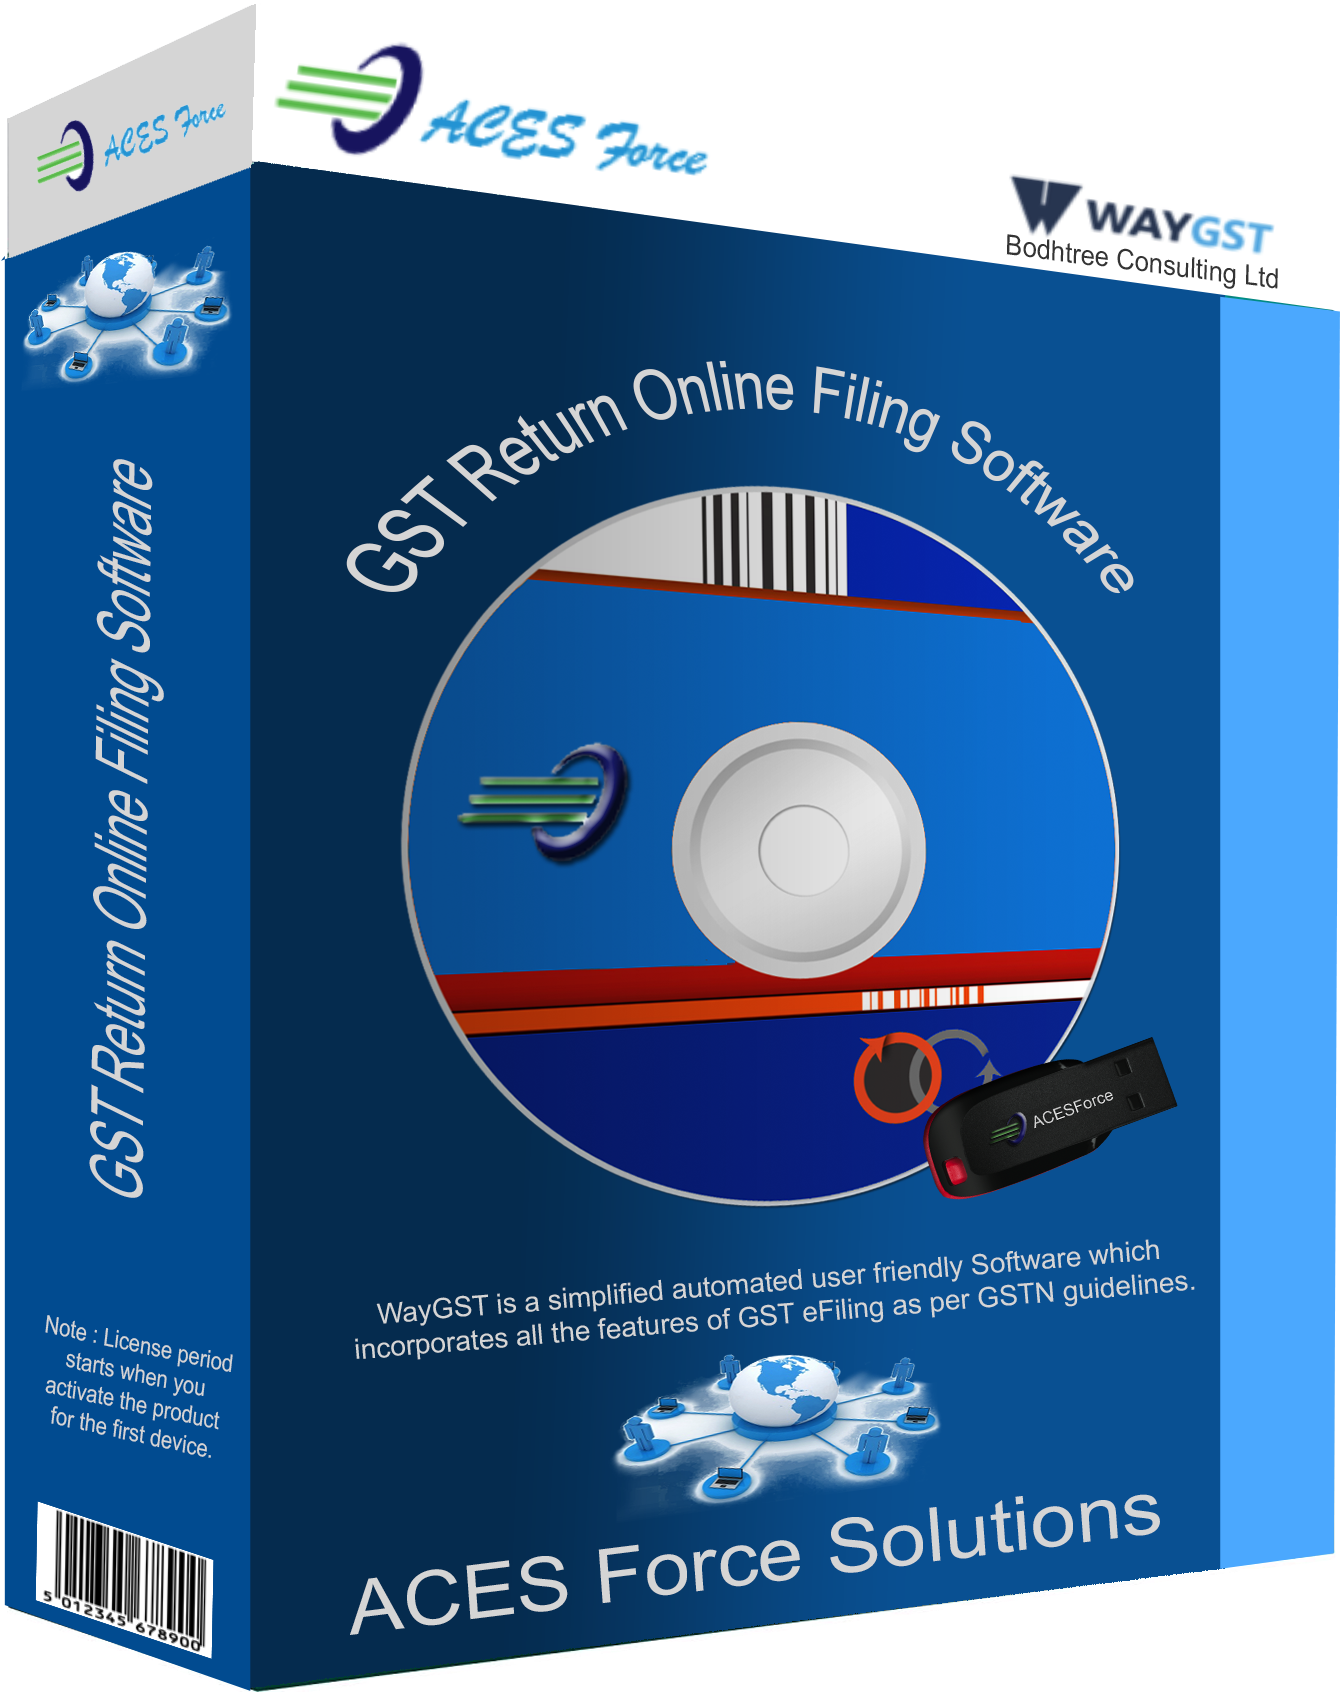 ACES Force
ACES Force
WAYGST
Bodhtree Consulting Ltd
GST Return Online Filing Software
GST Return Online Filing Software
ACESForce
WayGST is a simplified automated user friendly Software which
incorporates all the features of GST eFiling as per GSTN guidelines.
Note : License period
starts when you
activate the product
for the first device.
ACES Force Solutions
5 012345 678900